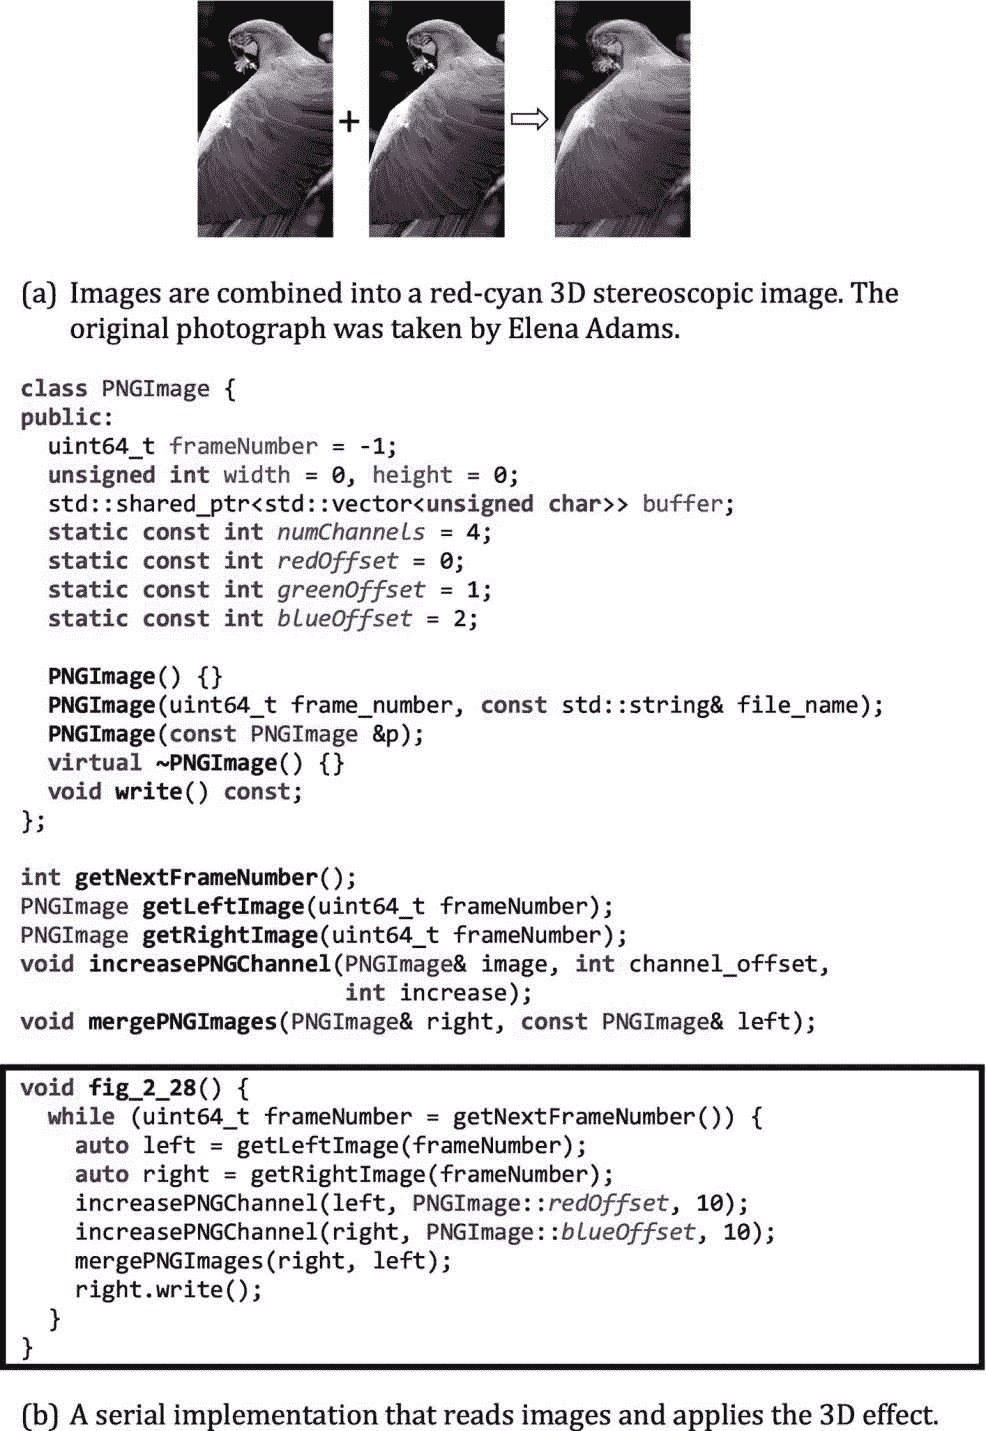 +
(a) Images are combined into a red-cyan 3D stereoscopic image. The
original photograph was taken by Elena Adams.
class PNGImage {
public:
  uint64_t frameNumber = -1;
  unsigned int width = 0, height = 0;
  std::shared_ptr<std::vector<unsigned char>> buffer;
  static const int numChannels = 4;
  static const int redOffset = 0;
  static const int greenOffset = 1;
  static const int blueOffset = 2;
  PNGImage() {}
  PNGImage(uint64_t frame_number, const std::string& file_name);
  PNGImage(const PNGImage &p);
  virtual ~PNGImage() {}
  void write() const;
};
int getNextFrameNumber();
PNGImage getLeftImage(uint64_t frameNumber);
PNGImage getRightImage(uint64_t frameNumber);
void increasePNGChannel(PNGImage& image, int channel_offset,
                        int increase);
void mergePNGImages(PNGImage& right, const PNGImage& left);
void fig_2_28() {
  while (uint64_t frameNumber = getNextFrameNumber()) {
    auto left = getLeftImage(frameNumber);
    auto right = getRightImage(frameNumber);
    increasePNGChannel(left, PNGImage::redOffset, 10);
    increasePNGChannel(right, PNGImage::blueOffset, 10);
    mergePNGImages(right, left);
    right.write();
  }
}
(b) A serial implementation that reads images and applies the 3D effect.